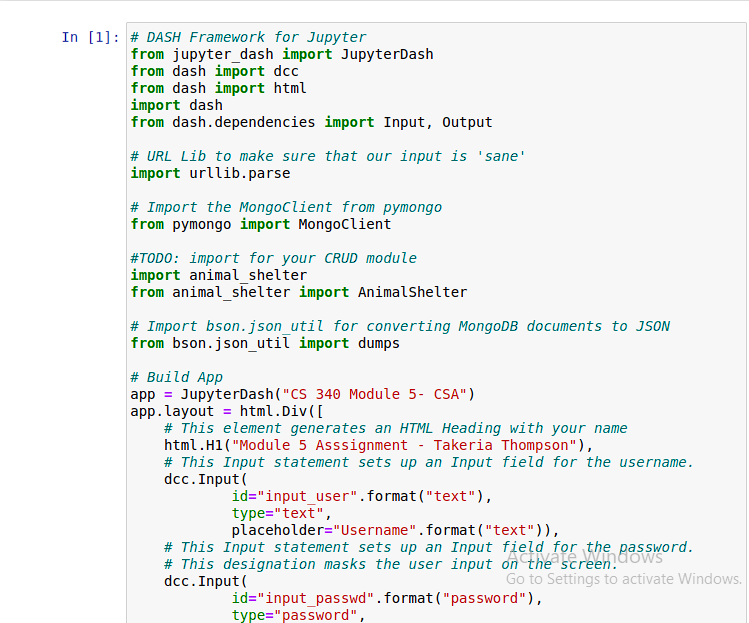 In [1]:
# DASH Framework for Jupyter
from jupyter_dash import JupyterDash
from dash import dcc
from dash import html
import dash
from dash.dependencies import Input, Output

# URL Lib to make sure that our input is 'sane'
import urllib.parse

# Import the MongoClient from pymongo
from pymongo import MongoClient

#TODO: import for your CRUD module
import animal_shelter
from animal_shelter import AnimalShelter

# Import bson.json_util for converting MongoDB documents to JSON
from bson.json_util import dumps

# Build App
app = JupyterDash("CS 340 Module 5- CSA")
app.layout = html.Div([
    # This element generates an HTML Heading with your name
    html.H1("Module 5 Asssignment - Takeria Thompson"),
    # This Input statement sets up an Input field for the username.
    dcc.Input(
            id="input_user".format("text"),
            type="text",
            placeholder="Username".format("text")),
    # This Input statement sets up an Input field for the password.
    # This designation masks the user input on the screen.
    dcc.Input(
            id="input_passwd".format("password"),
            type="password",
Activate Windows
Go to Settings to activate Windows.